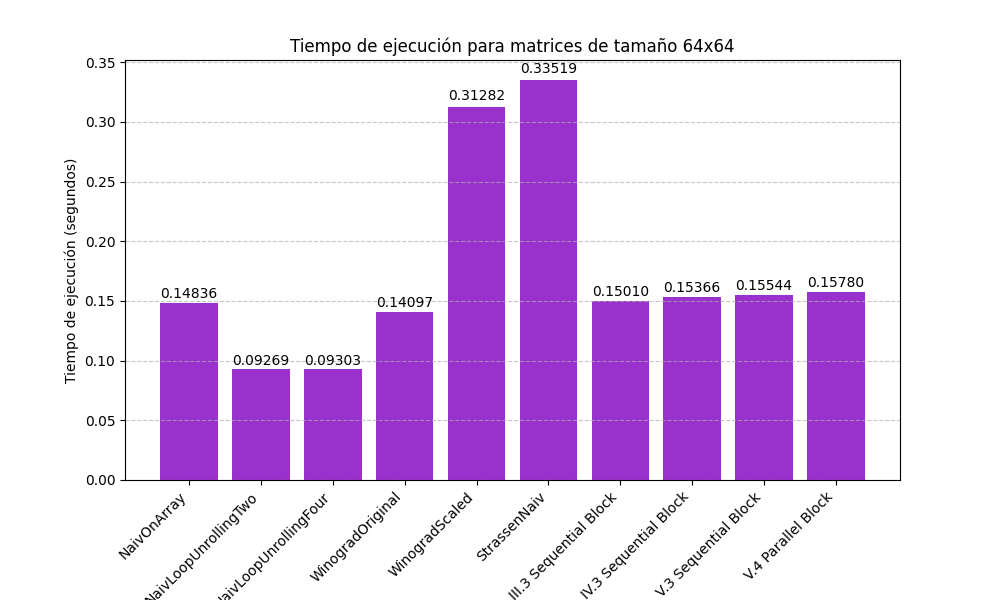 Tiempo de ejecución para matrices de tamaño 64x64
Tiempo de ejecución (segundos)
0.35
0.30
0.25
0.20
0.15
0.10
0.05
0.00
0.14836
0.09269
0.09303
0.14097
0.31282
0.33519
0.15010
0.15366
0.15544
0.15780
NaivOnArray
NaivLoopUnrollingTwo
NaivLoopUnrollingFour
WinogradOriginal
WinogradScaled
StrassenNaiv
III.3 Sequential Block
IV.3 Sequential Block
V.3 Sequential Block
V.4 Parallel Block